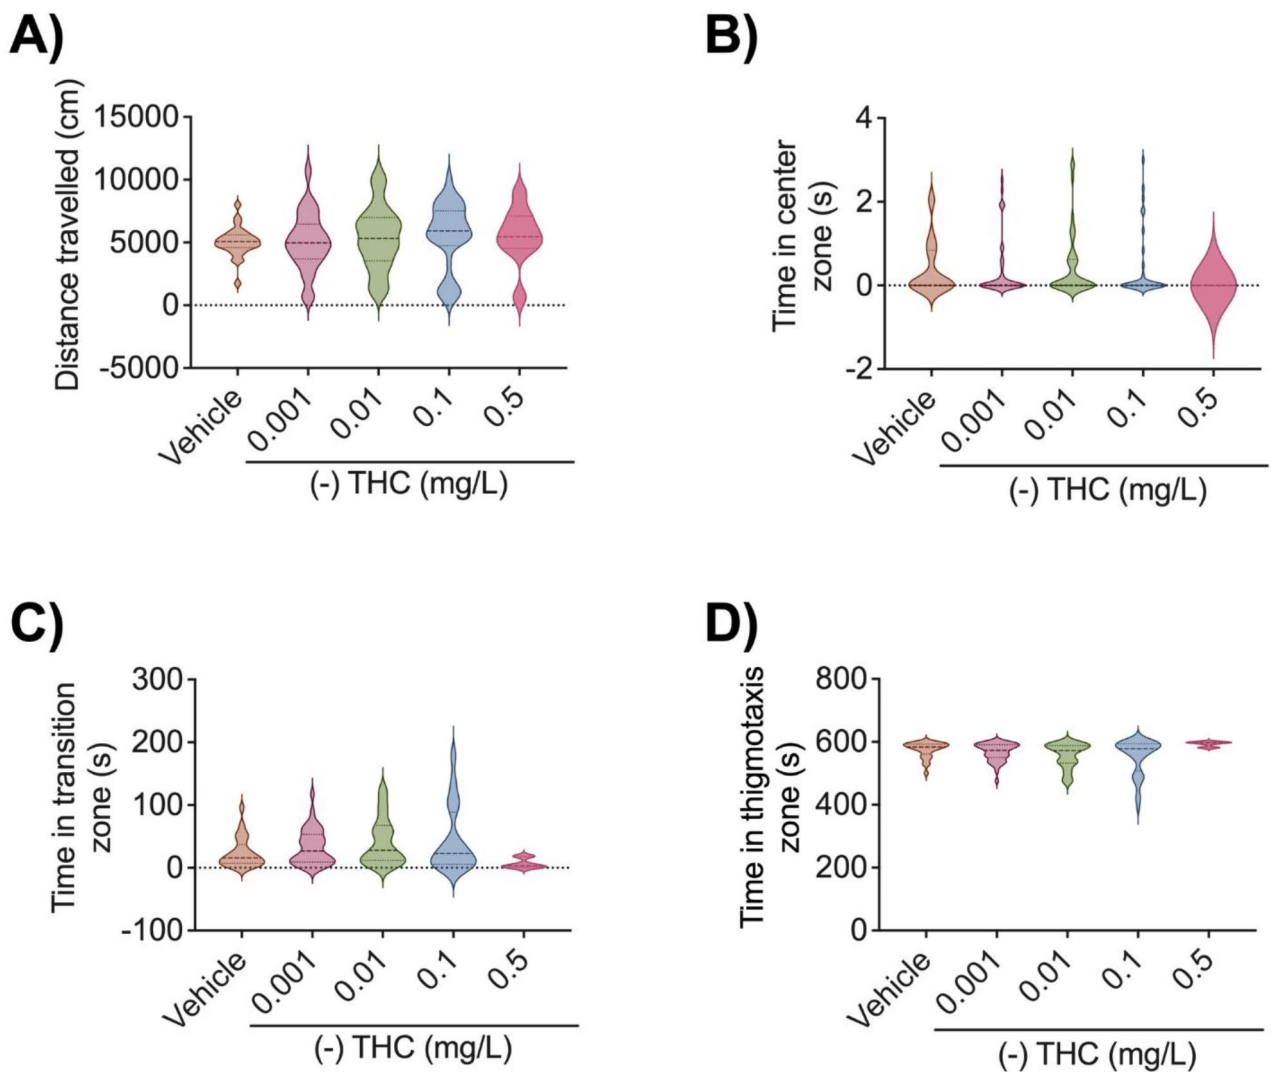 A)
Distance travelled (cm)
15000
10000
5000
0
-5000
Vehicle
0.001
0.01
0.1
0.5
(-) THC (mg/L)
B)
Time in center
zone (s)
4
2
0
-2
Vehicle
0.001
0.01
0.1
0.5
(-) THC (mg/L)
C)
Time in transition
zone (s)
300
200
100
0
-100
Vehicle
0.001
0.01
0.1
0.5
(-) THC (mg/L)
D)
Time in thigmotaxis
zone (s)
800
600
400
200
0
Vehicle
0.001
0.01
0.1
0.5
(-) THC (mg/L)